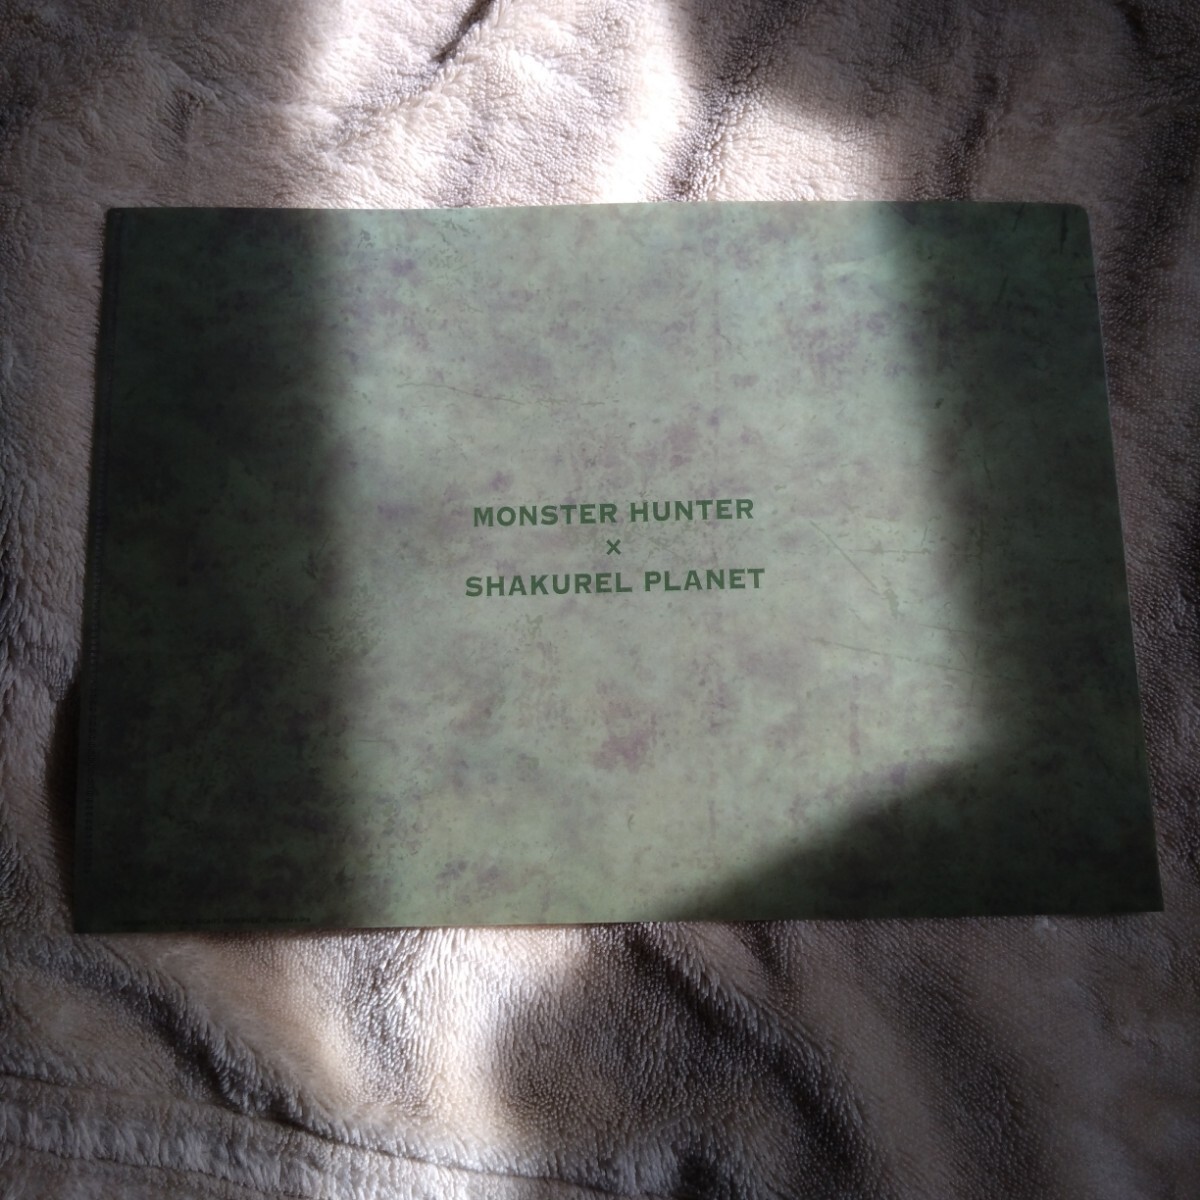 MONSTER HUNTER
×
SHAKUREL PLANET